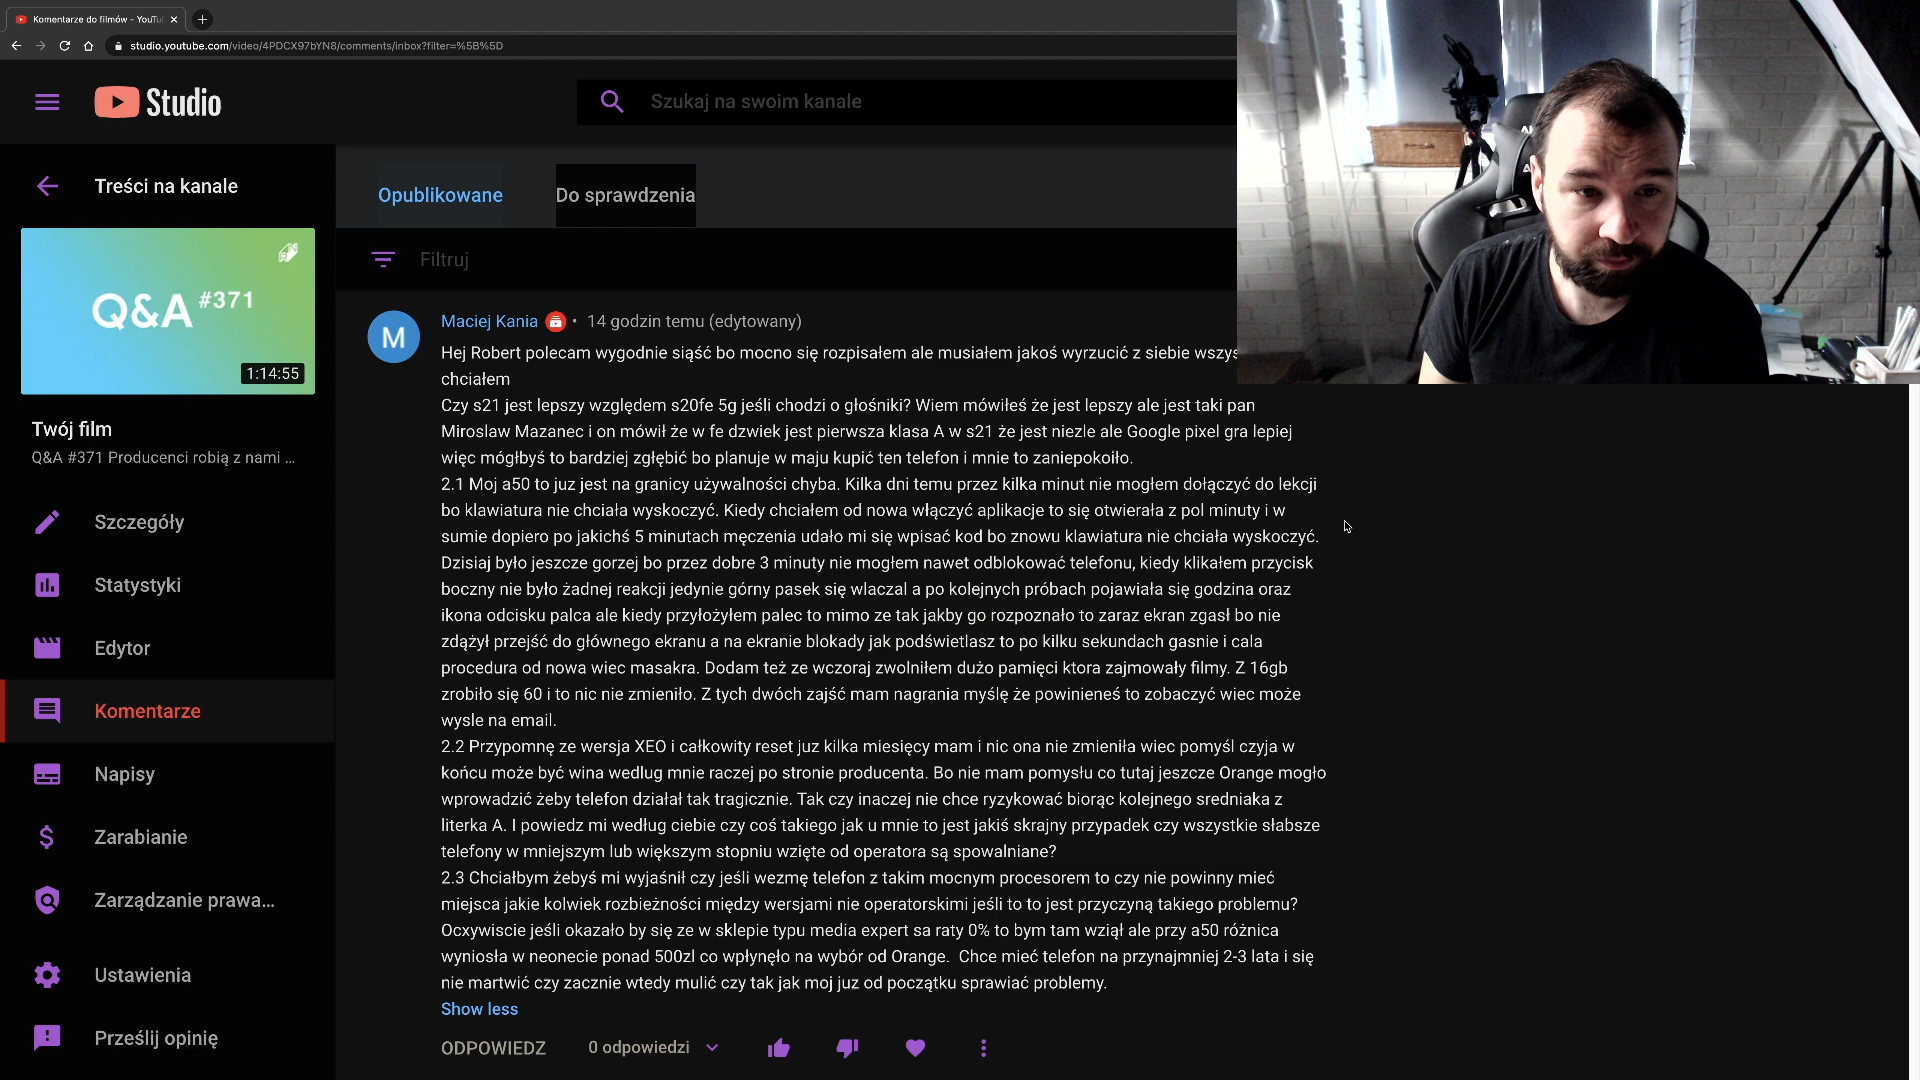 Komentarze do filmów - YouTu
studio.youtube.com/video/4PDCX97bYN8/comments/inbox?filter=%5B%5D
Studio
Szukaj na swoim kanale
Treści na kanale
Opublikowane
Do sprawdzenia
Q&A #371
1:14:55
Filtruj
Twój film
Q&A #371 Producenci robią z nami ...
Szczegóły
Statystyki
Edytor
Komentarze
Napisy
Zarabianie
Zarządzanie prawa...
Ustawienia
Prześlij opinię
M
Maciej Kania • 14 godzin temu (edytowany)
Hej Robert polecam wygodnie siąść bo mocno się rozpisałem ale musiałem jakoś wyrzucić z siebie wszys
chciałem
Czy s21 jest lepszy względem s20fe 5g jeśli chodzi o głośniki? Wiem mówiłeś że jest lepszy ale jest taki pan
Miroslaw Mazanec i on mówił że w fe dzwiek jest pierwsza klasa A w s21 że jest niezle ale Google pixel gra lepiej
więc mógłbyś to bardziej zgłębić bo planuje w maju kupić ten telefon i mnie to zaniepokoiło.
2.1 Moj a50 to juz jest na granicy używalności chyba. Kilka dni temu przez kilka minut nie mogłem dołączyć do lekcji
bo klawiatura nie chciała wyskoczyć. Kiedy chciałem od nowa włączyć aplikacje to się otwierała z pol minuty i w
sumie dopiero po jakichś 5 minutach męczenia udało mi się wpisać kod bo znowu klawiatura nie chciała wyskoczyć.
Dzisiaj było jeszcze gorzej bo przez dobre 3 minuty nie mogłem nawet odblokować telefonu, kiedy klikałem przycisk
boczny nie było żadnej reakcji jedynie górny pasek się wlaczal a po kolejnych próbach pojawiała się godzina oraz
ikona odcisku palca ale kiedy przyłożyłem palec to mimo ze tak jakby go rozpoznało to zaraz ekran zgasł bo nie
zdążył przejść do głównego ekranu a na ekranie blokady jak podświetlasz to po kilku sekundach gasnie i cala
procedura od nowa wiec masakra. Dodam też ze wczoraj zwolniłem dużo pamięci ktora zajmowały filmy. Z 16gb
zrobiło się 60 i to nic nie zmieniło. Z tych dwóch zajść mam nagrania myślę że powinieneś to zobaczyć wiec może
wysle na email.
2.2 Przypomnę ze wersja XEO i całkowity reset juz kilka miesięcy mam i nic ona nie zmieniła wiec pomyśl czyja w
końcu może być wina wedlug mnie raczej po stronie producenta. Bo nie mam pomysłu co tutaj jeszcze Orange mogło
wprowadzić żeby telefon działał tak tragicznie. Tak czy inaczej nie chce ryzykować biorąc kolejnego sredniaka z
literka A. I powiedz mi według ciebie czy coś takiego jak u mnie to jest jakiś skrajny przypadek czy wszystkie słabsze
telefony w mniejszym lub większym stopniu wzięte od operatora są spowalniane?
2.3 Chciałbym żebyś mi wyjaśnił czy jeśli wezmę telefon z takim mocnym procesorem to czy nie powinny mieć
miejsca jakie kolwiek rozbieżności między wersjami nie operatorskimi jeśli to to jest przyczyną takiego problemu?
Ocxywiscie jeśli okazało by się ze w sklepie typu media expert sa raty 0% to bym tam wziął ale przy a50 różnica
wyniosła w neonecie ponad 500zl co wpłynęło na wybór od Orange.  Chce mieć telefon na przynajmniej 2-3 lata i się
nie martwić czy zacznie wtedy mulić czy tak jak moj juz od początku sprawiać problemy.
Show less
ODPOWIEDZ
0 odpowiedzi